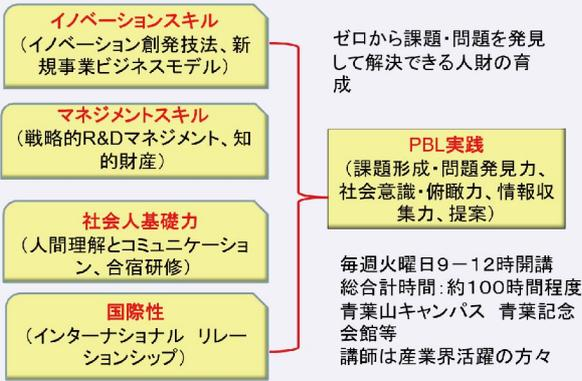 イノベーションスキル
(イノベーション創発技法、新
規事業ビジネスモデル)
マネジメントスキル
(戦略的R&Dマネジメント、知
的財産)
社会人基礎力
(人間理解とコミュニケーショ
ン、合宿研修)
国際性
(インターナショナル リレー
ションシップ)
ゼロから課題・問題を発見
して解決できる人財の育
成
PBL実践
(課題形成・問題発見力、
社会意識・俯瞰力、情報収
集力、提案)
毎週火曜日9－12時開講
総合計時間:約100時間程度
青葉山キャンパス 青葉記念
会館等
講師は産業界活躍の方々